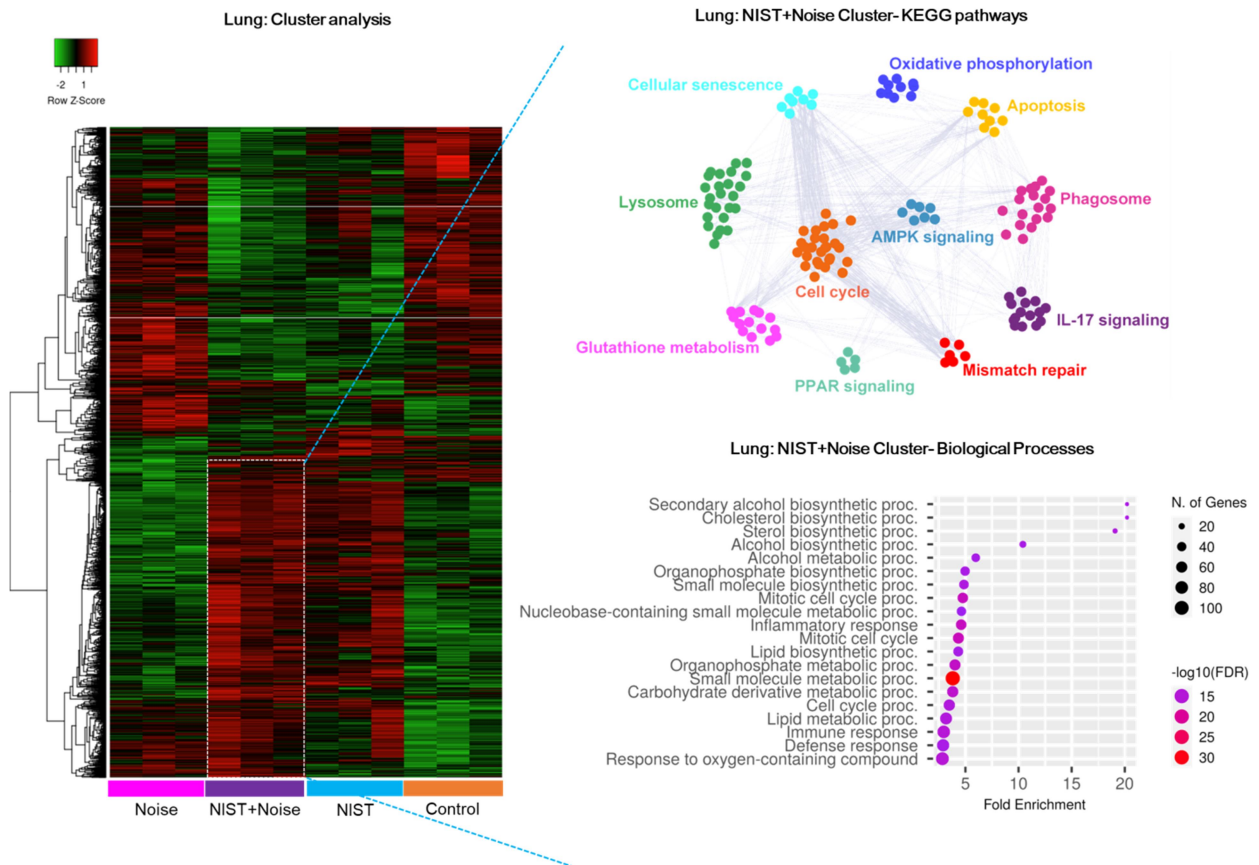 Lung: Cluster analysis
-2 1
Row Z-Score
Noise
NIST+Noise
NIST
Control
Lung: NIST+Noise Cluster- KEGG pathways
Oxidative phosphorylation
Cellular senescence
Apoptosis
Lysosome
Phagosome
AMPK signaling
Cell cycle
IL-17 signaling
Glutathione metabolism
PPAR signaling
Mismatch repair
Lung: NIST+Noise Cluster- Biological Processes
Secondary alcohol biosynthetic proc.
Cholesterol biosynthetic proc.
Sterol biosynthetic proc.
Alcohol biosynthetic proc.
Alcohol metabolic proc.
Organophosphate biosynthetic proc.
Small molecule biosynthetic proc.
Mitotic cell cycle proc.
Nucleobase-containing small molecule metabolic proc.
Inflammatory response
Mitotic cell cycle
Lipid biosynthetic proc.
Organophosphate metabolic proc.
Small molecule metabolic proc.
Carbohydrate derivative metabolic proc.
Cell cycle proc.
Lipid metabolic proc.
Immune response
Defense response
Response to oxygen-containing compound
5 10 15 20
Fold Enrichment
N. of Genes
20
40
60
80
100
-log10(FDR)
15
20
25
30